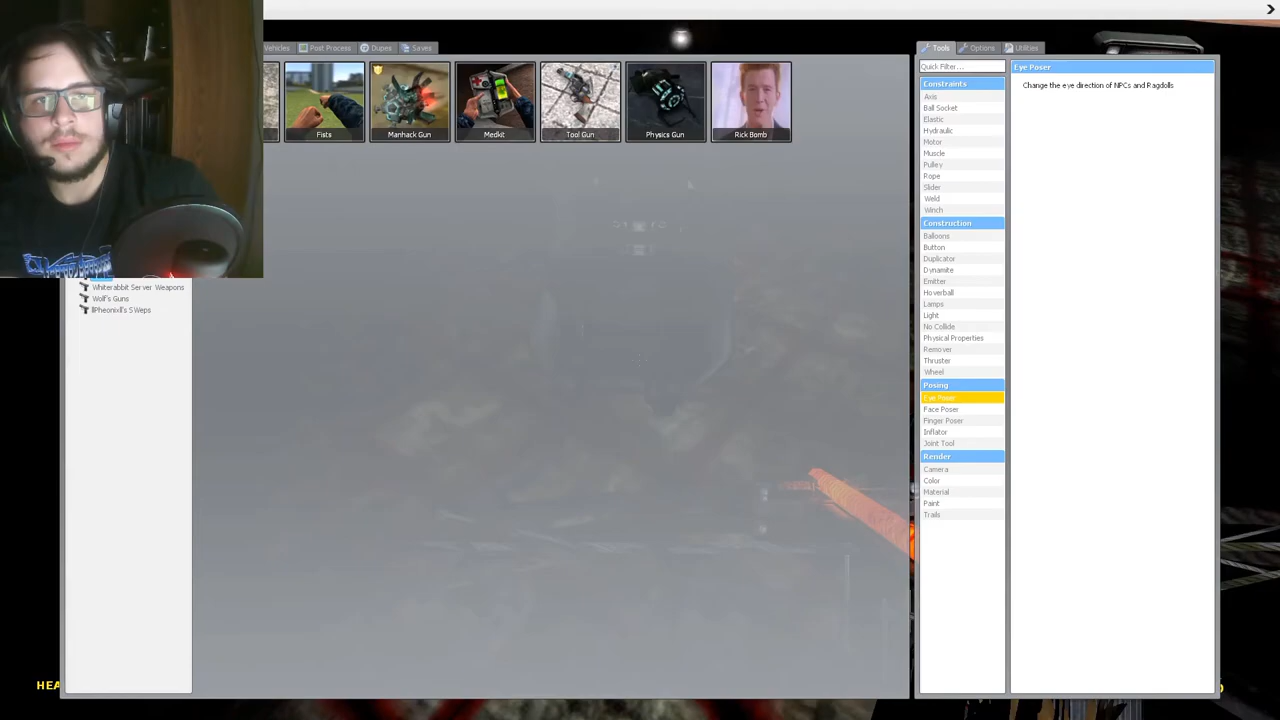 Vehicles Post Process Dupes Saves
Fists
Manhack Gun
Medkit
Tool Gun
Physics Gun
Rick Bomb
Whiterabbit Server Weapons
Wolf's Guns
Tools Options Utilities
Quick Filter...
Constraints
Axis
Ball Socket
Elastic
Hydraulic
Motor
Muscle
Pulley
Rope
Slider
Weld
Winch
Construction
Balloons
Button
Duplicator
Dynamite
Emitter
Hoverball
Lamps
Light
No Collide
Physical Properties
Remover
Thruster
Wheel
Posing
Eye Poser
Face Poser
Finger Poser
Inflator
Joint Tool
Render
Camera
Color
Material
Paint
Trails
Eye Poser
Change the eye direction of NPCs and Ragdolls
HEA